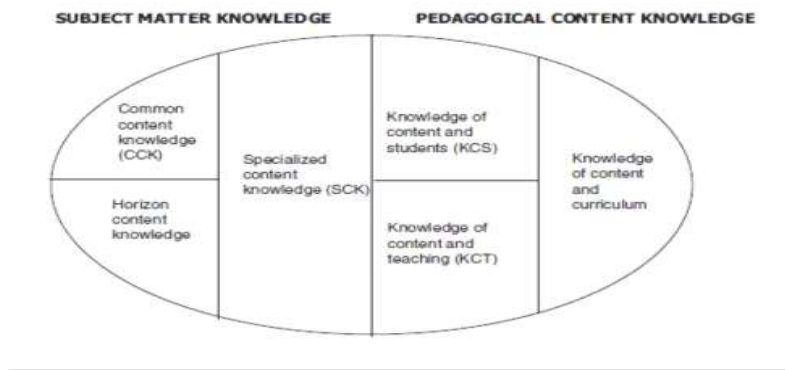 SUBJECT MATTER KNOWLEDGE
PEDAGOGICAL CONTENT KNOWLEDGE
Common
content
knowledge
(CCK)
Horizon
content
knowledge
Specialized
content
knowledge (SCK)
Knowledge of
content and
students (KCS)
Knowledge of
content and
teaching (KCT)
Knowledge
of content
and
curriculum